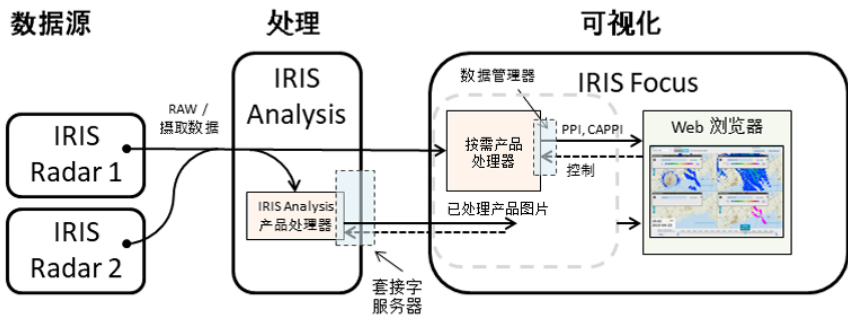 数据源
处理
可视化
IRIS
Radar 1
IRIS
Radar 2
RAW /
摄取数据
IRIS
Analysis
IRIS Analysis
产品处理器
套接字
服务器
IRIS Focus
数据管理器
按需产品
处理器
PPI, CAPPI
控制
已处理产品图片
Web 浏览器